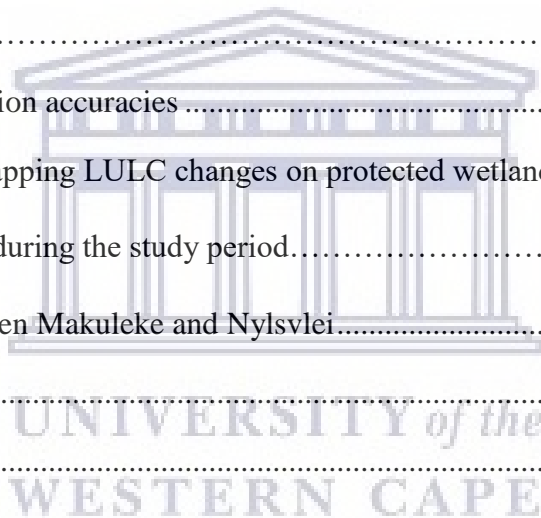 ..............................................................
ion accuracies ..............................................
apping LULC changes on protected wetland
during the study period..............................
en Makuleke and Nylsvlei..........................
..............................................................
UNIVERSITY of the
..............................................................
WESTERN CAPE